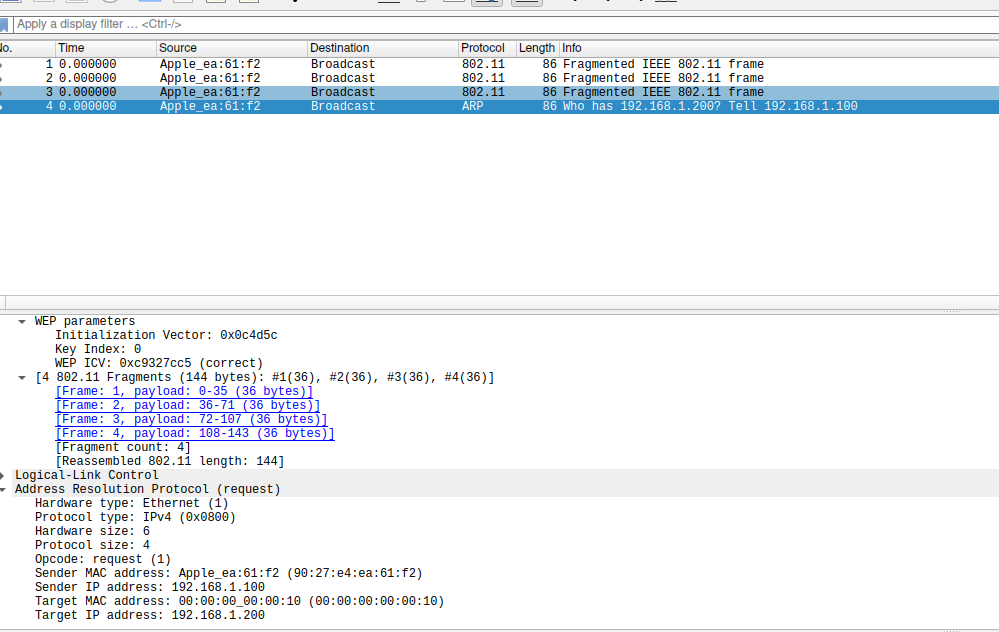 Apply a display filter … <Ctrl-/>
No. Time Source Destination Protocol Length Info
1 0.000000 Apple_ea:61:f2 Broadcast 802.11 86 Fragmented IEEE 802.11 frame
2 0.000000 Apple_ea:61:f2 Broadcast 802.11 86 Fragmented IEEE 802.11 frame
3 0.000000 Apple_ea:61:f2 Broadcast 802.11 86 Fragmented IEEE 802.11 frame
4 0.000000 Apple_ea:61:f2 Broadcast ARP 86 Who has 192.168.1.200? Tell 192.168.1.100
WEP parameters
Initialization Vector: 0x0c4d5c
Key Index: 0
WEP ICV: 0xc9327cc5 (correct)
[4 802.11 Fragments (144 bytes): #1(36), #2(36), #3(36), #4(36)]
[Frame: 1, payload: 0-35 (36 bytes)]
[Frame: 2, payload: 36-71 (36 bytes)]
[Frame: 3, payload: 72-107 (36 bytes)]
[Frame: 4, payload: 108-143 (36 bytes)]
[Fragment count: 4]
[Reassembled 802.11 length: 144]
Logical-Link Control
Address Resolution Protocol (request)
Hardware type: Ethernet (1)
Protocol type: IPv4 (0x0800)
Hardware size: 6
Protocol size: 4
Opcode: request (1)
Sender MAC address: Apple_ea:61:f2 (90:27:e4:ea:61:f2)
Sender IP address: 192.168.1.100
Target MAC address: 00:00:00_00:00:10 (00:00:00:00:00:10)
Target IP address: 192.168.1.200